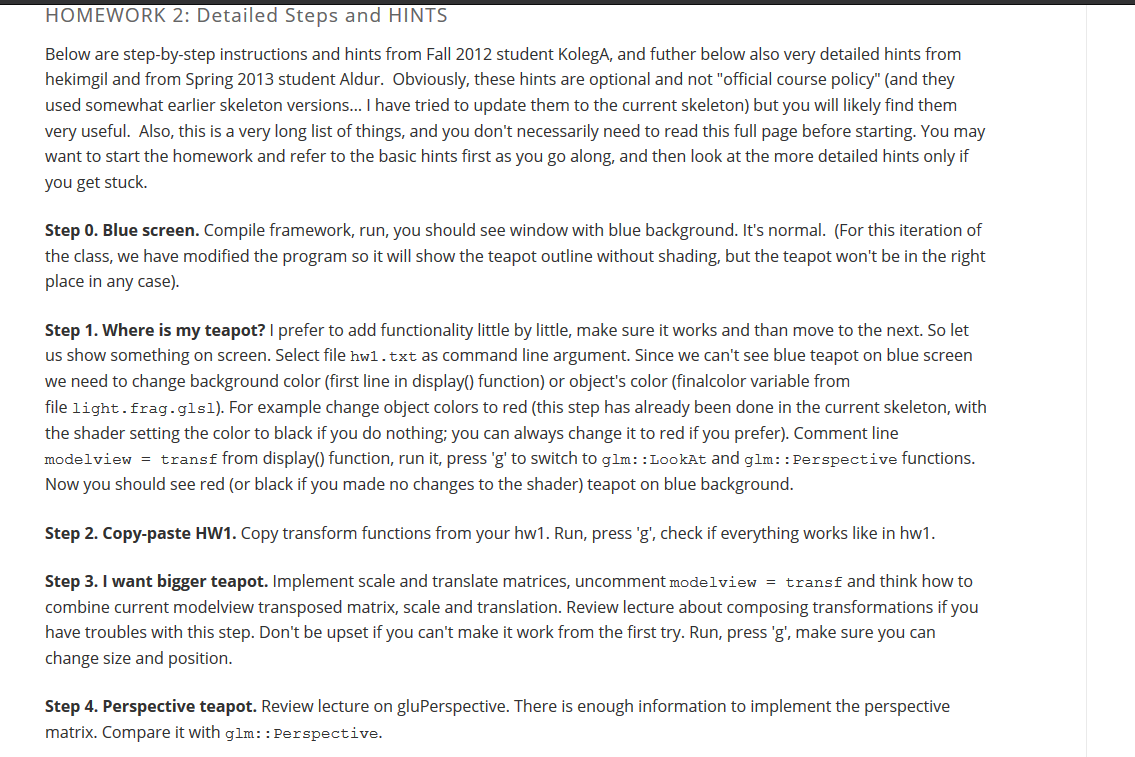 HOMEWORK 2: Detailed Steps and HINTS
Below are step-by-step instructions and hints from Fall 2012 student KolegA, and futher below also very detailed hints from
hekimgil and from Spring 2013 student Aldur.  Obviously, these hints are optional and not "official course policy" (and they
used somewhat earlier skeleton versions... I have tried to update them to the current skeleton) but you will likely find them
very useful.  Also, this is a very long list of things, and you don't necessarily need to read this full page before starting. You may
want to start the homework and refer to the basic hints first as you go along, and then look at the more detailed hints only if
you get stuck.
Step 0. Blue screen. Compile framework, run, you should see window with blue background. It's normal.  (For this iteration of
the class, we have modified the program so it will show the teapot outline without shading, but the teapot won't be in the right
place in any case).
Step 1. Where is my teapot? I prefer to add functionality little by little, make sure it works and than move to the next. So let
us show something on screen. Select file hw1.txt as command line argument. Since we can't see blue teapot on blue screen
we need to change background color (first line in display() function) or object's color (finalcolor variable from
file light.frag.glsl). For example change object colors to red (this step has already been done in the current skeleton, with
the shader setting the color to black if you do nothing; you can always change it to red if you prefer). Comment line
modelview = transf from display() function, run it, press 'g' to switch to glm::LookAt and glm::Perspective functions.
Now you should see red (or black if you made no changes to the shader) teapot on blue background.
Step 2. Copy-paste HW1. Copy transform functions from your hw1. Run, press 'g', check if everything works like in hw1.
Step 3. I want bigger teapot. Implement scale and translate matrices, uncomment modelview = transf and think how to
combine current modelview transposed matrix, scale and translation. Review lecture about composing transformations if you
have troubles with this step. Don't be upset if you can't make it work from the first try. Run, press 'g', make sure you can
change size and position.
Step 4. Perspective teapot. Review lecture on gluPerspective. There is enough information to implement the perspective
matrix. Compare it with glm::Perspective.